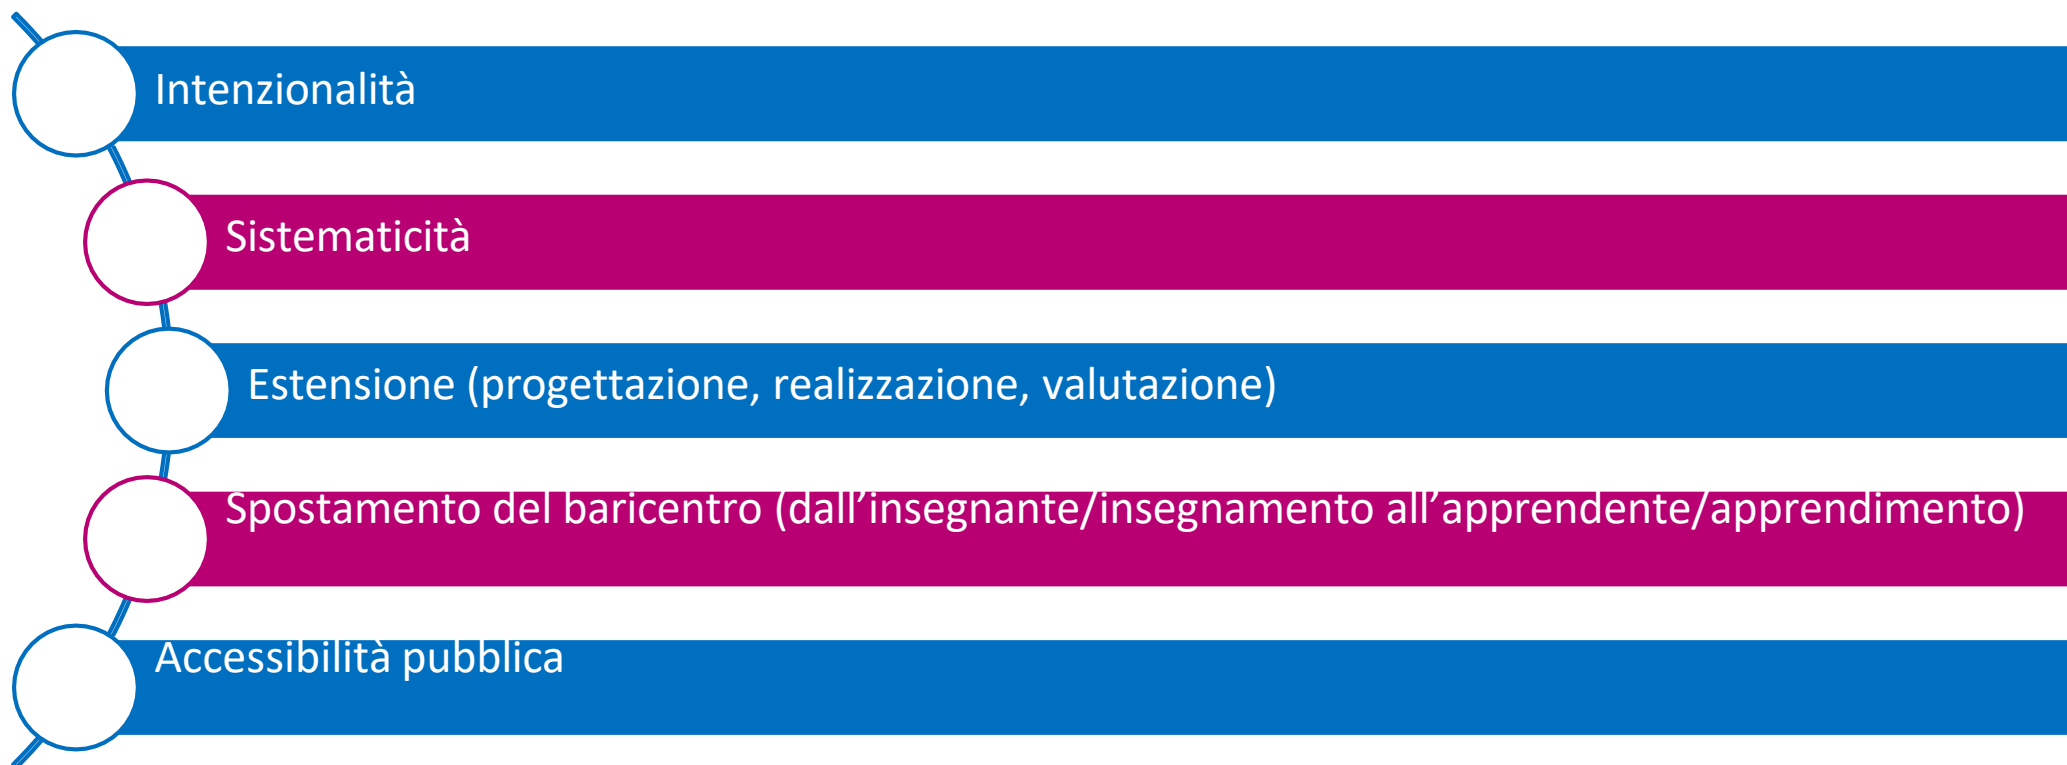 Intenzionalità
Sistematicità
Estensione (progettazione, realizzazione, valutazione)
Spostamento del baricentro (dall’insegnante/insegnamento all’apprendente/apprendimento)
Accessibilità pubblica